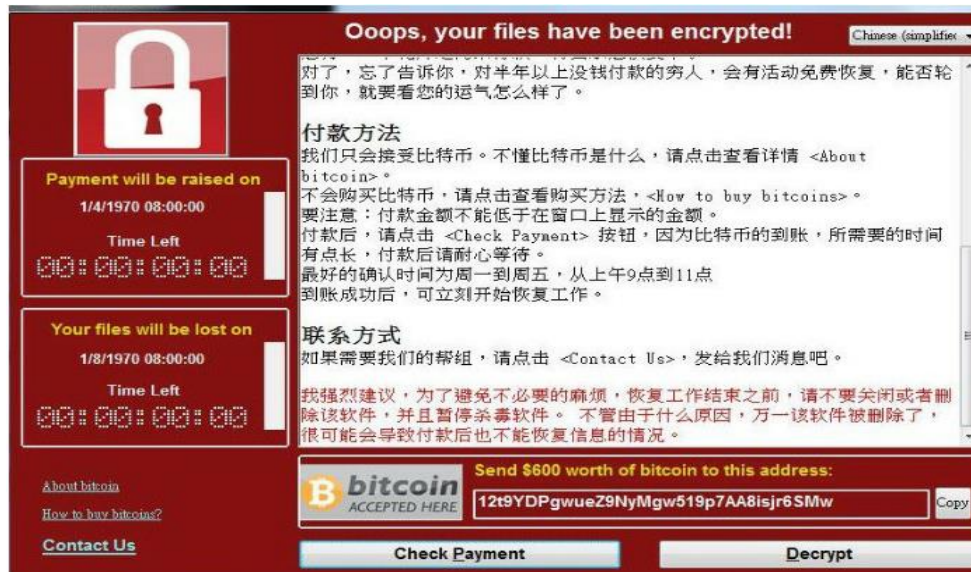 Ooops, your files have been encrypted!
Chinese (simplified
对了，忘了告诉你，对半年以上没钱付款的穷人，会有活动免费恢复，能否轮
到你，就要看您的运气怎么样了。
付款方法
我们只会接受比特币。不懂比特币是什么，请点击查看详情 <About
bitcoin>。
不会购买比特币，请点击查看购买方法，<How to buy bitcoins>。
要注意：付款金额不能低于在窗口上显示的金额。
付款后，请点击 <Check Payment> 按钮，因为比特币的到账，所需要的时间
有点长，付款后请耐心等待。
最好的确认时间为周一到周五，从上午9点到11点
到账成功后，可立刻开始恢复工作。
联系方式
如果需要我们的帮组，请点击 <Contact Us>，发给我们消息吧。
我强烈建议，为了避免不必要的麻烦，恢复工作结束之前，请不要关闭或者删
除该软件，并且暂停杀毒软件。 不管由于什么原因，万一该软件被删除了，
很可能会导致付款后也不能恢复信息的情况。
Payment will be raised on
1/4/1970 08:00:00
Time Left
00:00:00:00
Your files will be lost on
1/8/1970 08:00:00
Time Left
00:00:00:00
About bitcoin
How to buy bitcoins?
Contact Us
bitcoin
ACCEPTED HERE
Send $600 worth of bitcoin to this address:
12t9YDPgwueZ9NyMgw519p7AA8isjr6SMw
Copy
Check Payment
Decrypt